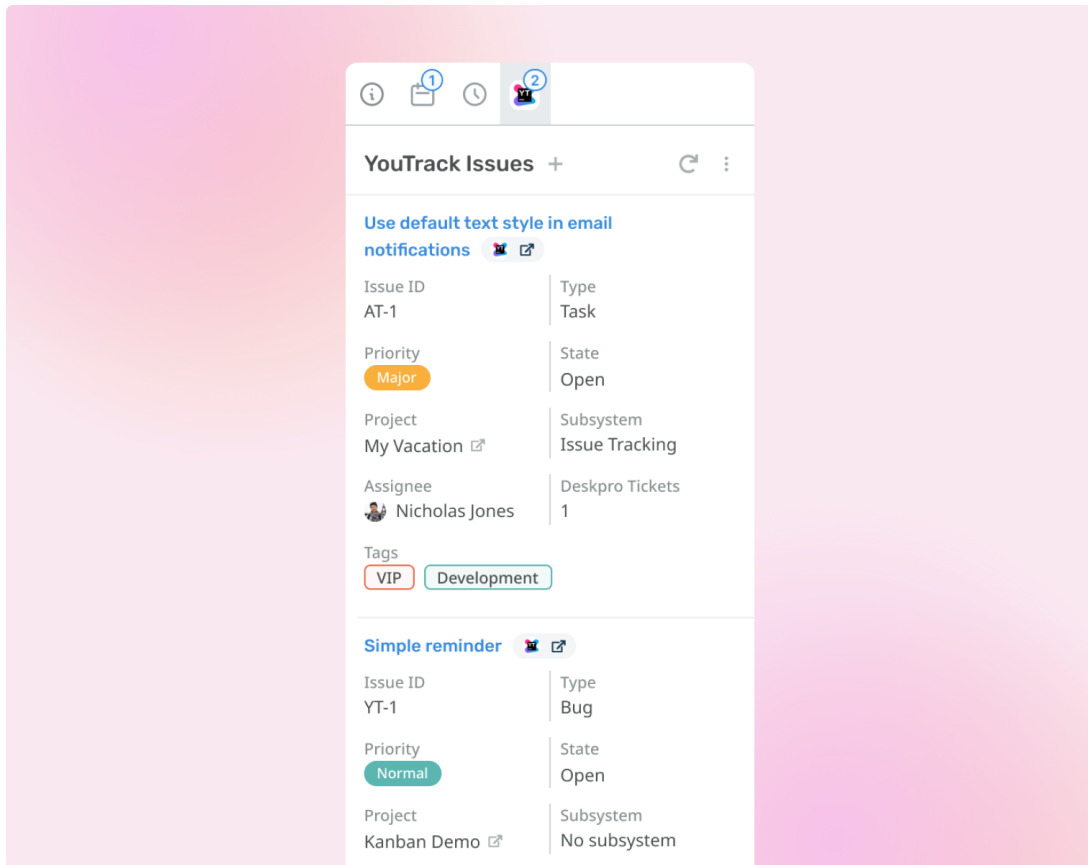 1
2
YT
YouTrack Issues
Use default text style in email
notifications
Issue ID
Type
AT-1
Task
Priority
State
Major
Open
Project
Subsystem
My Vacation
Issue Tracking
Assignee
Deskpro Tickets
Nicholas Jones
1
Tags
VIP
Development
Simple reminder
Issue ID
Type
YT-1
Bug
Priority
State
Normal
Open
Project
Subsystem
Kanban Demo
No subsystem